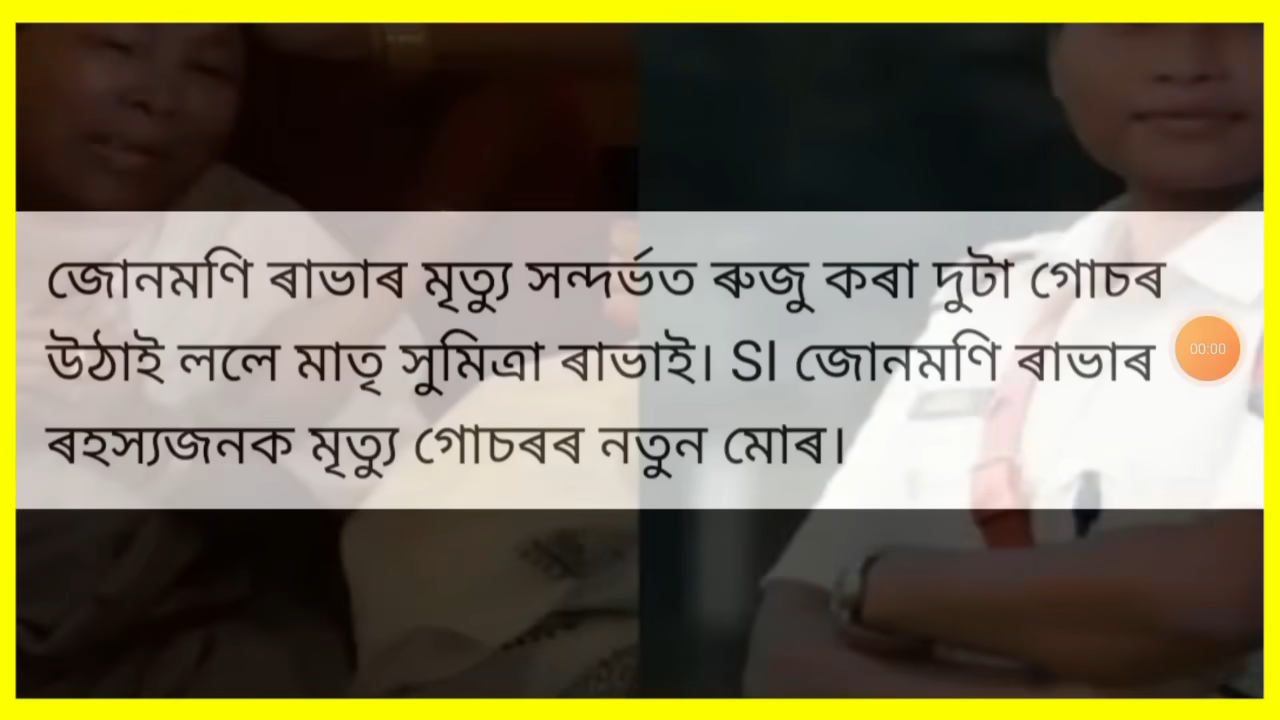 জোনমণি ৰাভাৰ মৃত্যু সন্দৰ্ভত ৰুজু কৰা দুটা গোচৰ
উঠাই ললে মাতৃ সুমিত্ৰা ৰাভাই। SI জোনমণি ৰাভাৰ
ৰহস্যজনক মৃত্যু গোচৰৰ নতুন মোৰ।
00:00